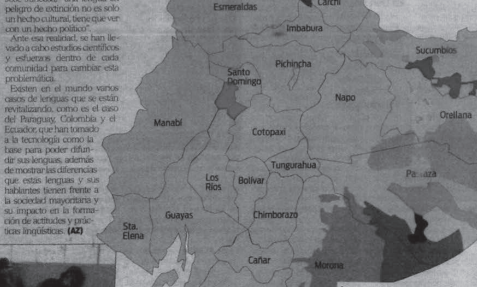 peligro de extinción no es solo
un hecho cultural, tiene que ver
con un hecho político”.
Ante esa realidad, se han lle-
vado a cabo estudios científicos
y esfuerzos dentro de cada
comunidad para cambiar esta
problemática.
Existen en el mundo varios
casos de lenguas que se están
revitalizando, como es el caso
del Paraguay, Colombia y el
Ecuador, que han tomado
a la tecnología como la
base para poder difun-
dir sus lenguas, además
de mostrar las diferencias
que estás lenguas y sus
hablantes tienen frente a
la sociedad mayoritaria y
su impacto en la forma-
ción de actitudes y prác-
ticas lingüísticas. (AZ)
Esmeraldas
Carchi
Imbabura
Sucumbios
Pichincha
Santo
Domingo
Napo
Orellana
Manabí
Cotopaxi
Tungurahua
Los
Ríos
Bolívar
Guayas
Chimborazo
Sta.
Elena
Cañar
Morona